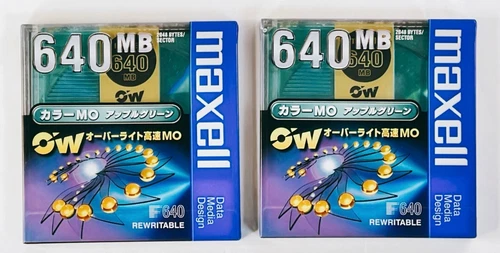 640 MB
2048 BYTES/
SECTOR
640
MB
OW
カラーMO アップルグリーン
OW オーバーライト高速MO
F640
REWRITABLE
maxell
Data
Media
Design
640 MB
2048 BYTES/
SECTOR
640
MB
OW
カラーMO アップルグリーン
OW オーバーライト高速MO
F640
REWRITABLE
maxell
Data
Media
Design